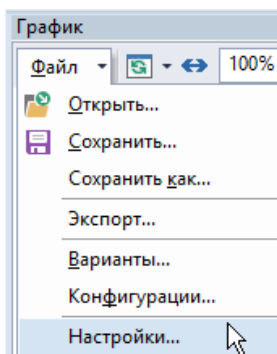 График
Файл 100%
Открыть...
Сохранить...
Сохранить как...
Экспорт...
Варианты...
Конфигурации...
Настройки...